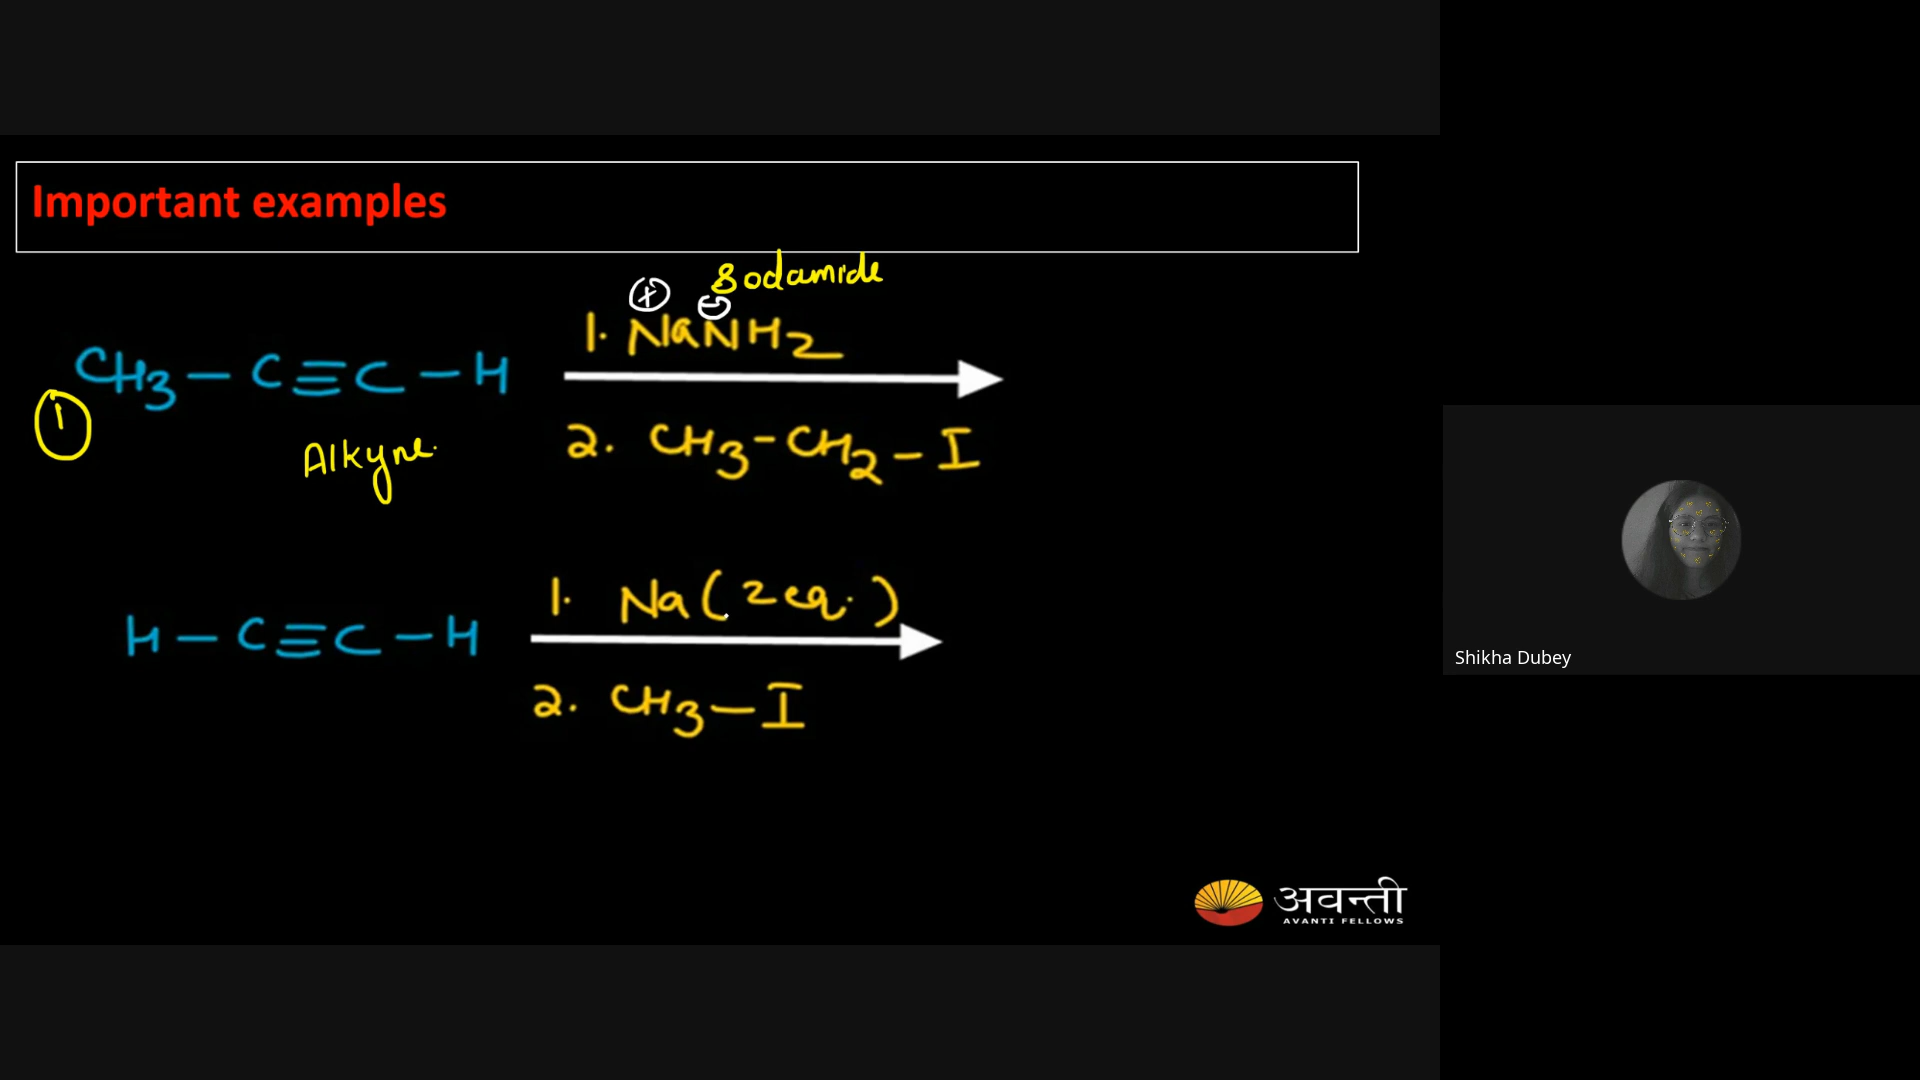 Important examples
Sodamide
⊕ ⊖
1. NaNH2
CH3 — C ≡ C — H
2. CH3 - CH2 - I
1
Alkyne.
1. Na (2eq.)
H — C ≡ C — H
2. CH3 — I
Shikha Dubey
अवन्ती
AVANTI FELLOWS